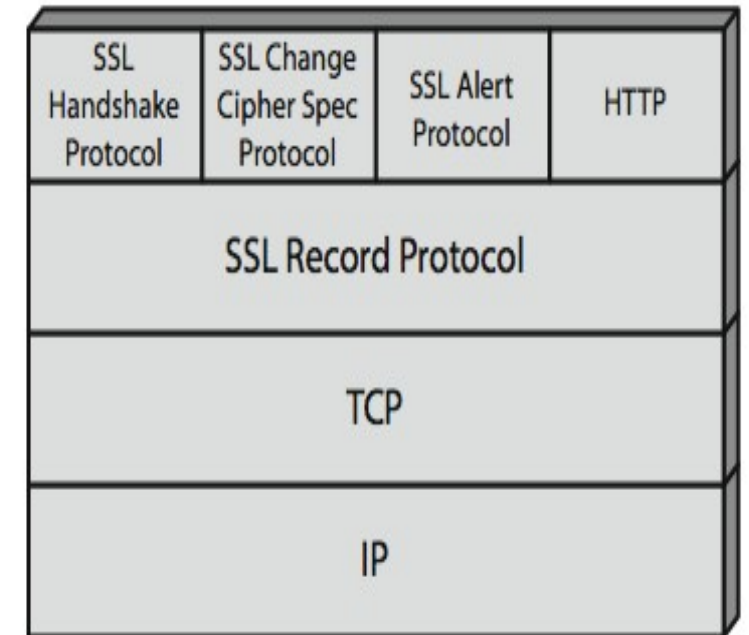 SSL
Handshake
Protocol
SSL Change
Cipher Spec
Protocol
SSL Alert
Protocol
HTTP
SSL Record Protocol
TCP
IP